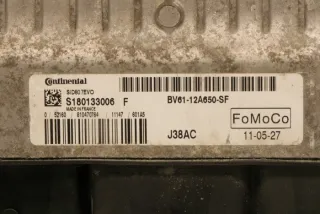 Continental
SID807EVO
S180133006 F
MADE IN FRANCE
BV61-12A650-SF
J38AC
FoMoCo
11-05-27